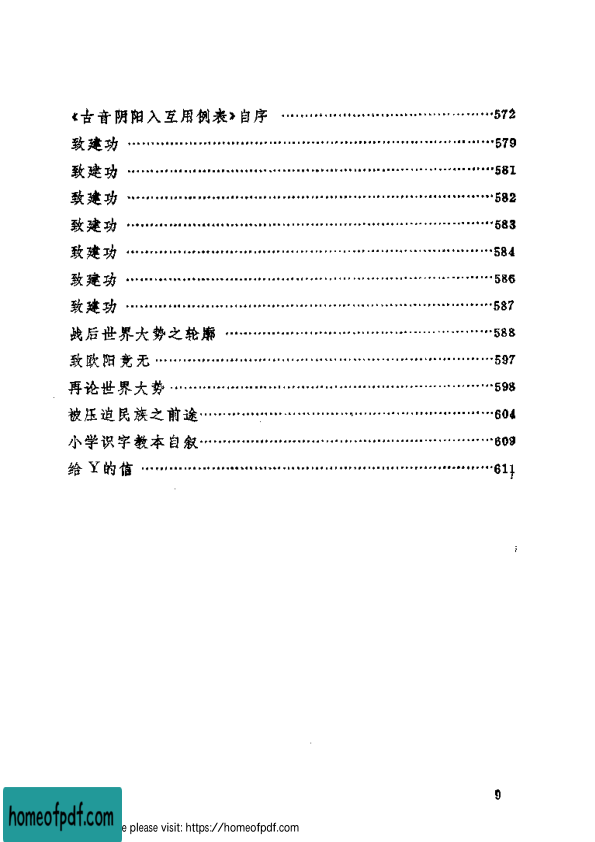 《古音阴阳入互用例表》自序 ……………………………………572
致建功 ……………………………………………………………579
致建功 ……………………………………………………………581
致建功 ……………………………………………………………582
致建功 ……………………………………………………………583
致建功 ……………………………………………………………584
致建功 ……………………………………………………………586
致建功 ……………………………………………………………587
战后世界大势之轮廓 ……………………………………………588
致欧阳竟无 ………………………………………………………597
再论世界大势 ……………………………………………………598
被压迫民族之前途 ………………………………………………604
小学识字教本自叙 ………………………………………………609
给Y的信 …………………………………………………………611
9
homeofpdf.com
e please visit: https://homeofpdf.com